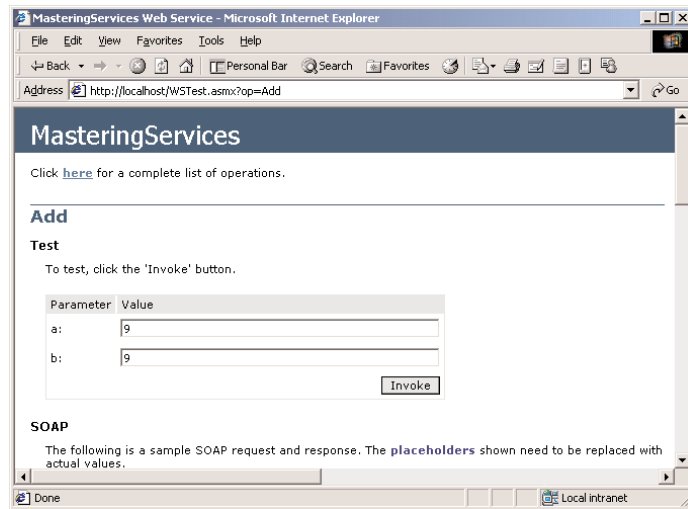 MasteringServices Web Service - Microsoft Internet Explorer
File Edit View Favorites Tools Help
Back Personal Bar Search Favorites
Address http://localhost/WSTest.asmx?op=Add Go
MasteringServices
Click here for a complete list of operations.
Add
Test
To test, click the 'Invoke' button.
Parameter Value
a: 9
b: 9
Invoke
SOAP
The following is a sample SOAP request and response. The placeholders shown need to be replaced with
actual values.
Done Local intranet